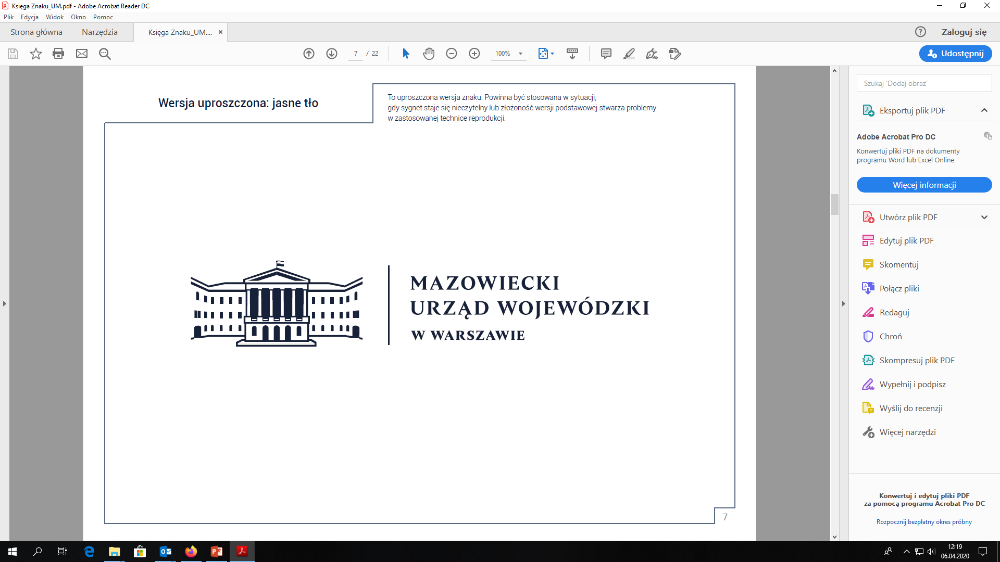 Księga Znaku_UM.pdf - Adobe Acrobat Reader DC
Plik Edycja Widok Okno Pomoc
Strona główna Narzędzia Księga Znaku_UM.... Zaloguj się
7 / 22 100% Udostępnij
Wersja uproszczona: jasne tło
To uproszczona wersja znaku. Powinna być stosowana w sytuacji,
gdy sygnet staje się nieczytelny lub złożoność wersji podstawowej stwarza problemy
w zastosowanej technice reprodukcji.
MAZOWIECKI
URZĄD WOJEWÓDZKI
W WARSZAWIE
7
Szukaj 'Dodaj obraz'
Eksportuj plik PDF
Adobe Acrobat Pro DC
Konwertuj pliki PDF na dokumenty
programu Word lub Excel Online
Więcej informacji
Utwórz plik PDF
Edytuj plik PDF
Skomentuj
Połącz pliki
Redaguj
Chroń
Skompresuj plik PDF
Wypełnij i podpisz
Wyślij do recenzji
Więcej narzędzi
Konwertuj i edytuj pliki PDF
za pomocą programu Acrobat Pro DC
Rozpocznij bezpłatny okres próbny
12:19
06.04.2020